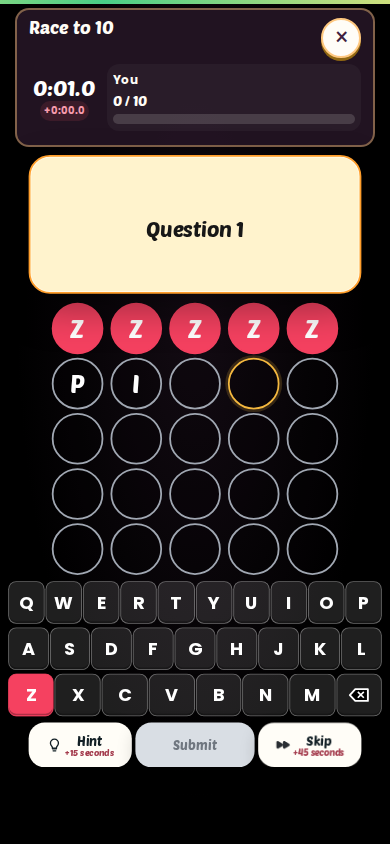 Race to 10
×
0:01.0
+0:00.0
You
0 / 10
Question 1
Z Z Z Z Z
P I
Q W E R T Y U I O P
A S D F G H J K L
Z X C V B N M
Hint
+15 seconds
Submit
Skip
+45 seconds